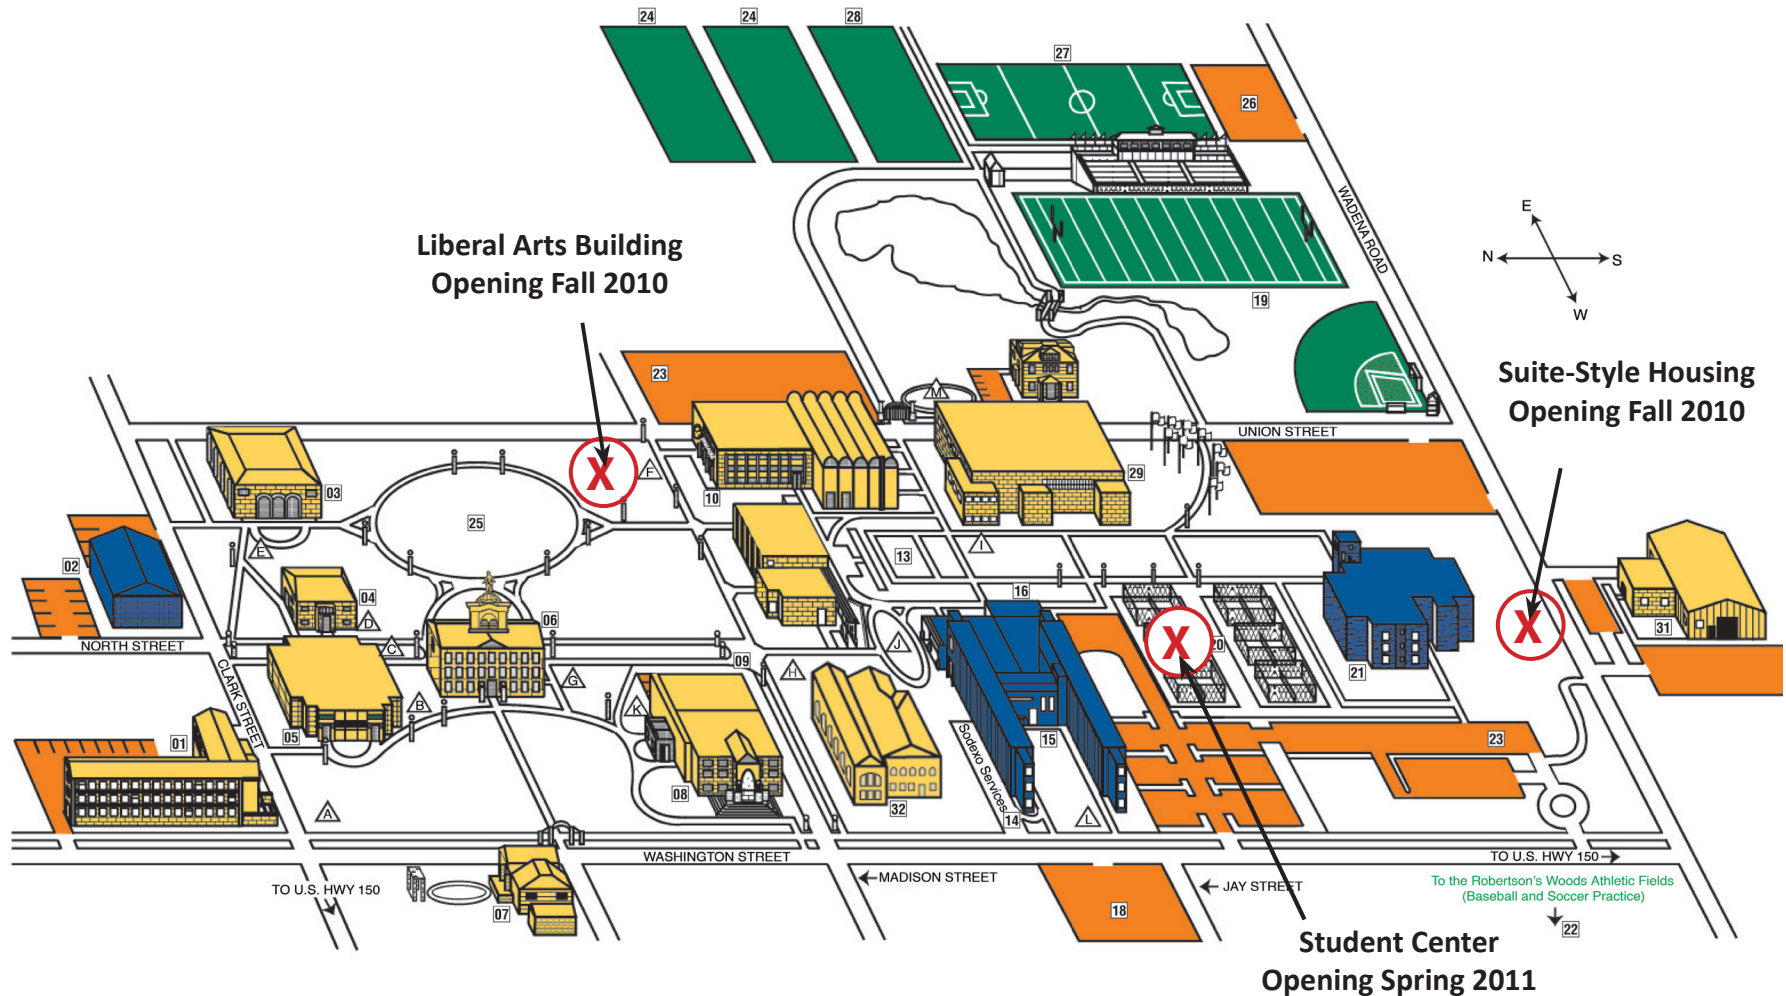 24
24
28
27
26
WADENA ROAD
E
N
S
W
19
Liberal Arts Building
Opening Fall 2010
Suite-Style Housing
Opening Fall 2010
23
M
UNION STREET
X
F
03
10
29
25
E
02
13
I
04
16
D
06
X
20
X
31
NORTH STREET
C
J
21
CLARK STREET
09
H
G
B
K
01
05
15
23
Sodexo Services
08
32
14
L
A
WASHINGTON STREET
TO U.S. HWY 150
TO U.S. HWY 150
MADISON STREET
JAY STREET
To the Robertson's Woods Athletic Fields
(Baseball and Soccer Practice)
07
18
22
Student Center
Opening Spring 2011